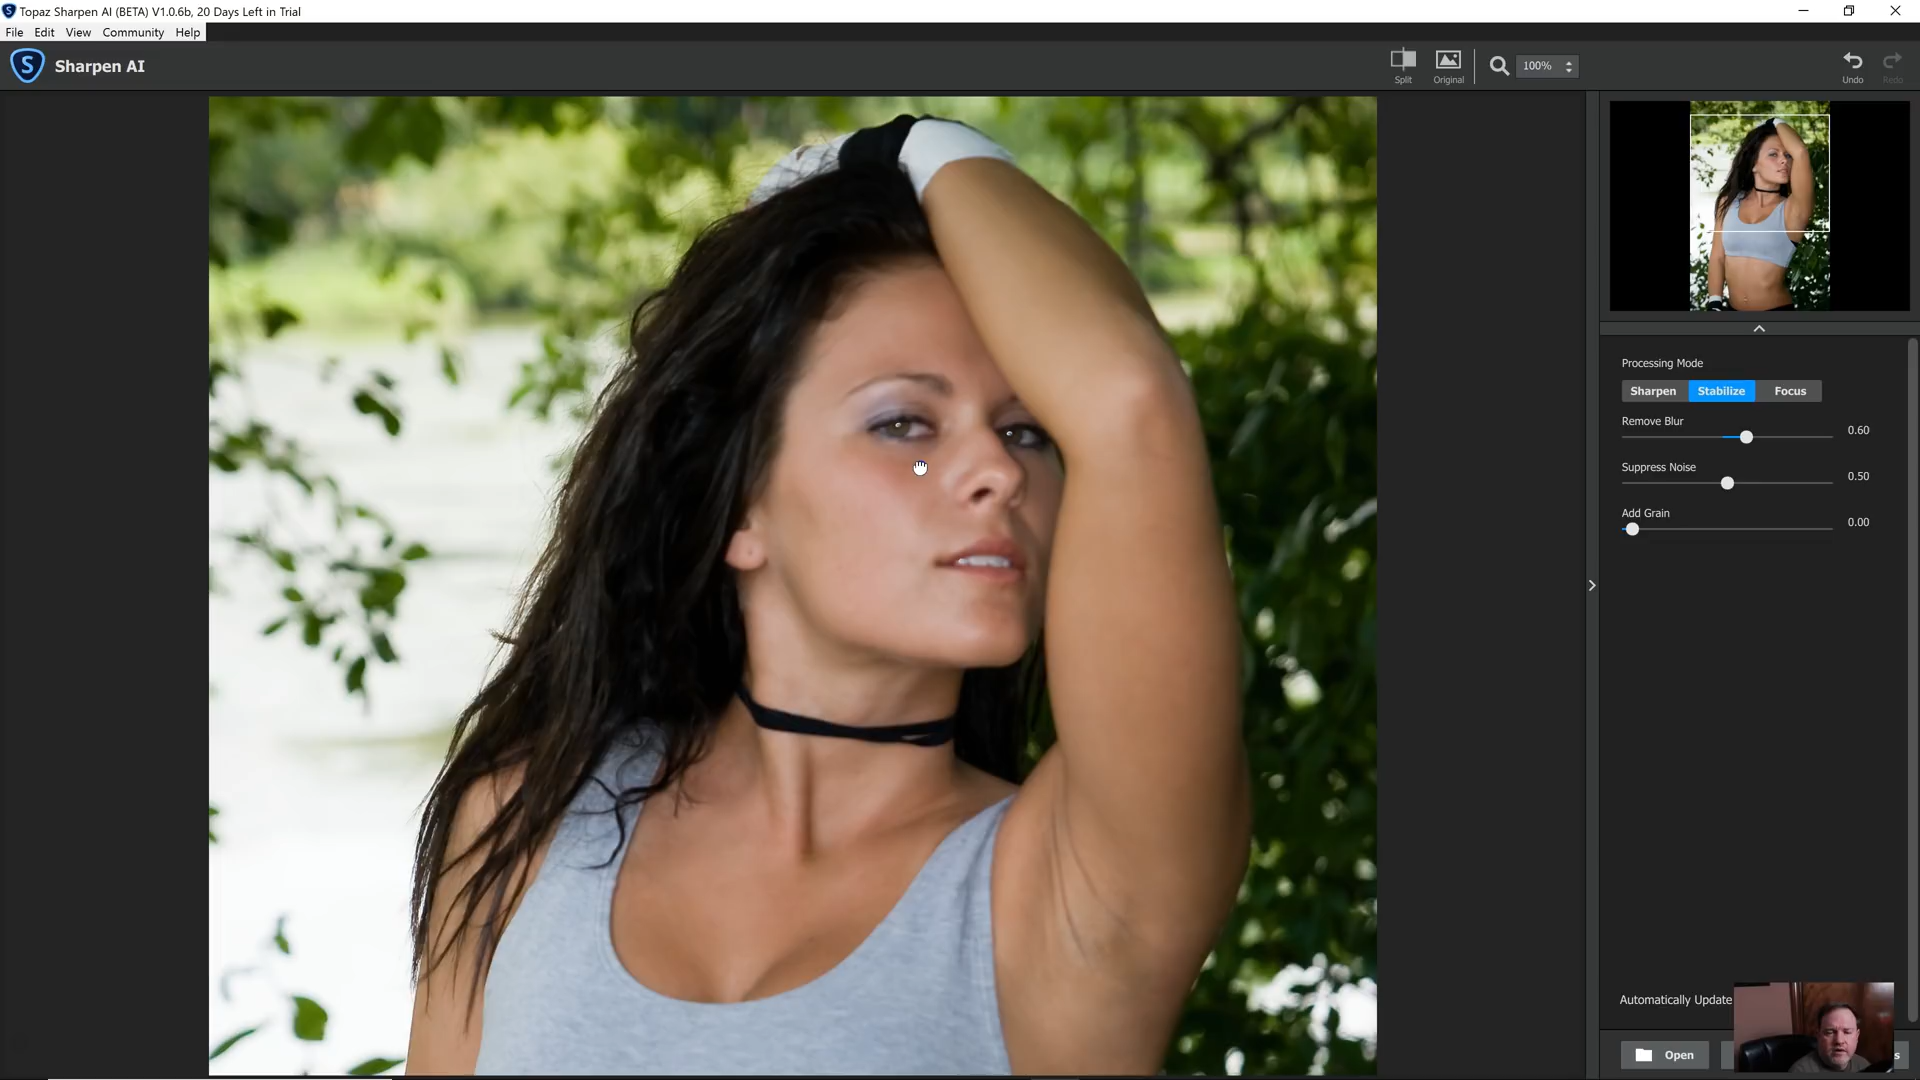 Topaz Sharpen AI (BETA) V1.0.6b, 20 Days Left in Trial
File Edit View Community Help
Sharpen AI
Split Original 100% Undo Redo
Processing Mode
Sharpen Stabilize Focus
Remove Blur 0.60
Suppress Noise 0.50
Add Grain 0.00
Automatically Update
Open